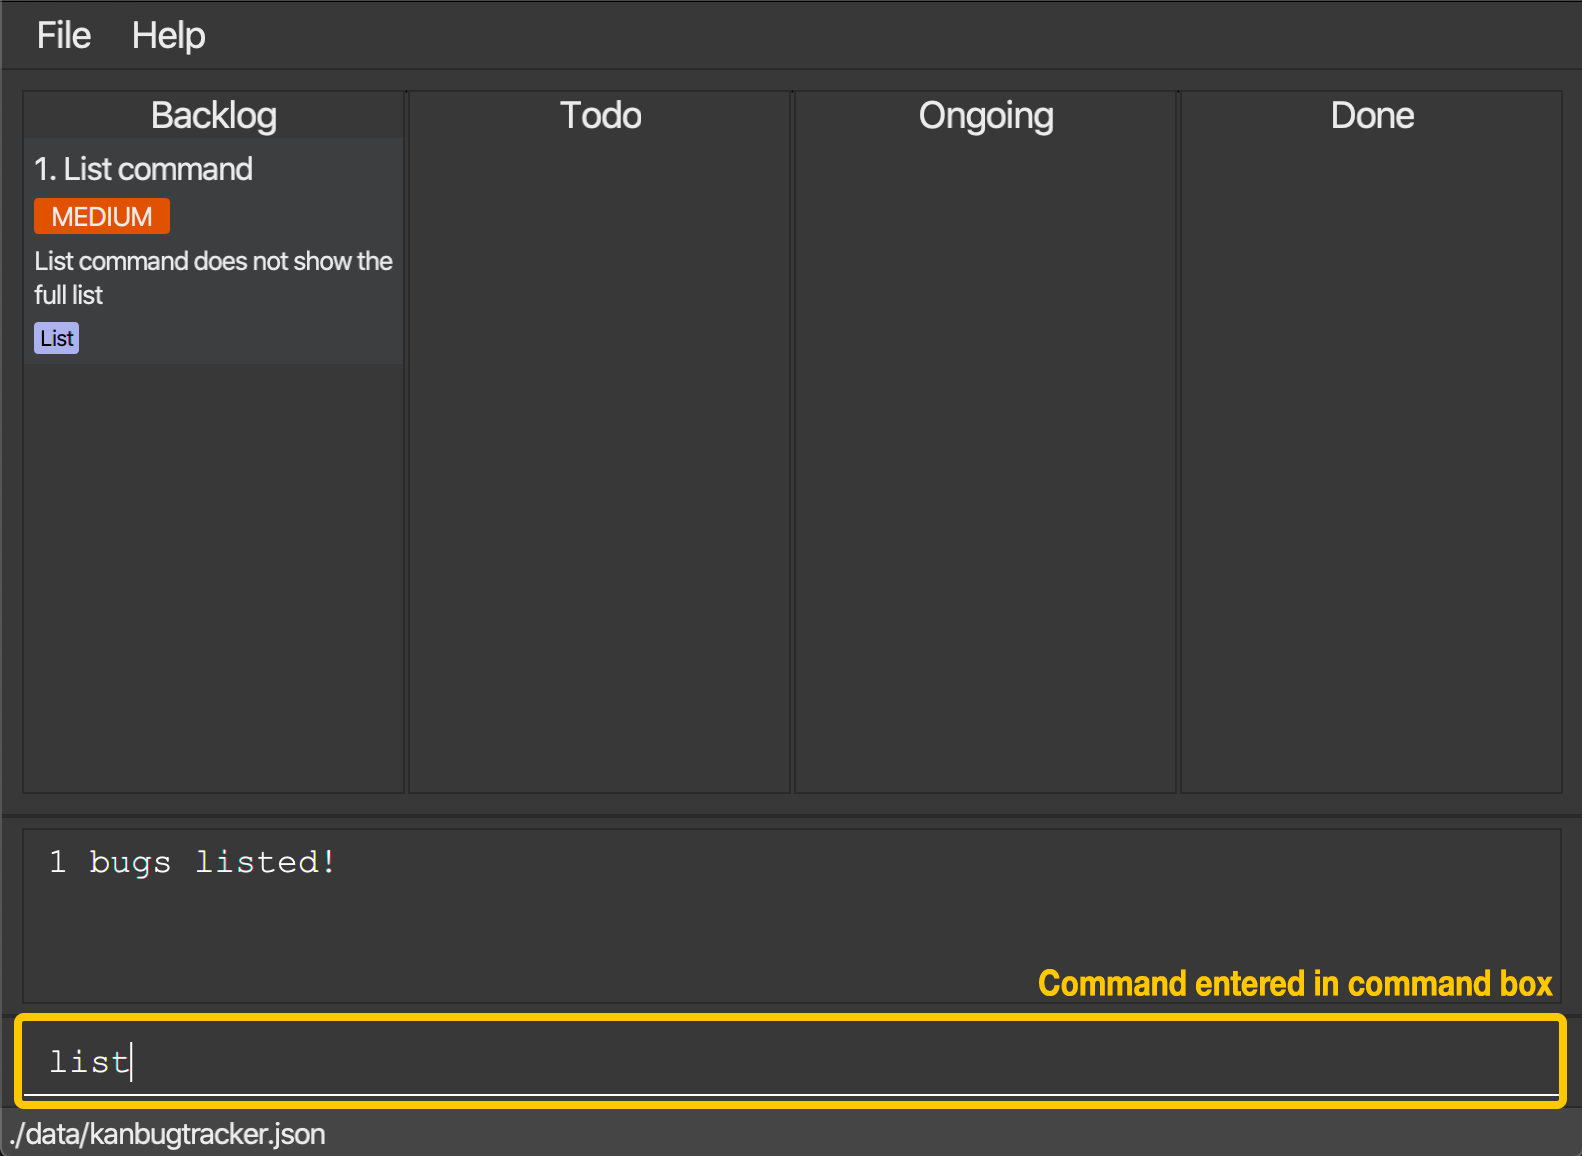 File Help
Backlog Todo Ongoing Done
1. List command
MEDIUM
List command does not show the
full list
List
1 bugs listed!
Command entered in command box
list
./data/kanbugtracker.json